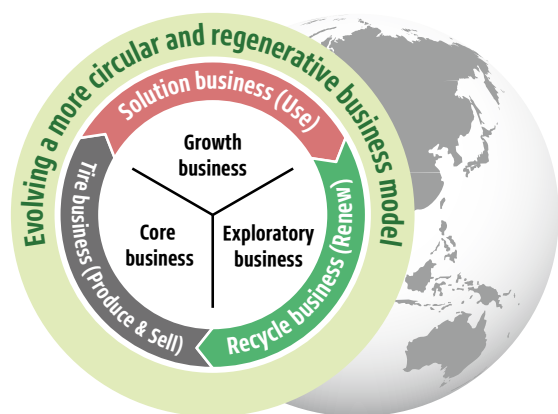 Evolving a more circular and regenerative business model
Solution business (Use)
Growth
business
Tire business (Produce & Sell)
Core
business
Exploratory
business
Recycle business (Renew)